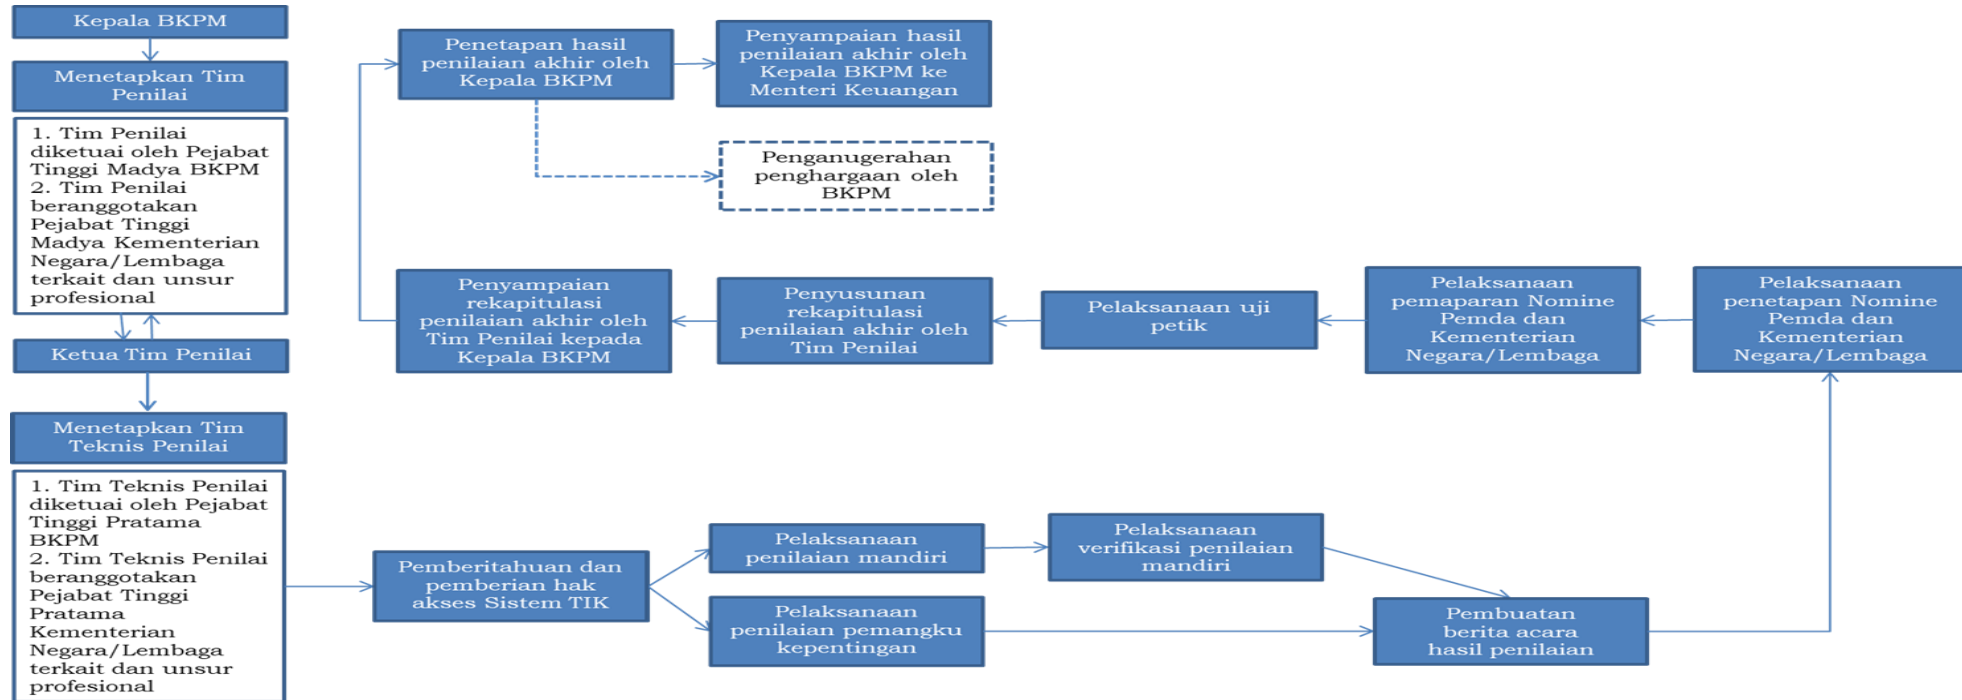 Kepala BKPM
Menetapkan Tim
Penilai
1. Tim Penilai
diketuai oleh Pejabat
Tinggi Madya BKPM
2. Tim Penilai
beranggotakan
Pejabat Tinggi
Madya Kementerian
Negara/Lembaga
terkait dan unsur
profesional
Ketua Tim Penilai
Menetapkan Tim
Teknis Penilai
1. Tim Teknis Penilai
diketuai oleh Pejabat
Tinggi Pratama
BKPM
2. Tim Teknis Penilai
beranggotakan
Pejabat Tinggi
Pratama
Kementerian
Negara/Lembaga
terkait dan unsur
profesional
Pemberitahuan dan
pemberian hak
akses Sistem TIK
Pelaksanaan
penilaian mandiri
Pelaksanaan
verifikasi penilaian
mandiri
Pelaksanaan
penilaian pemangku
kepentingan
Pembuatan
berita acara
hasil penilaian
Pelaksanaan
penetapan Nomine
Pemda dan
Kementerian
Negara/Lembaga
Pelaksanaan
pemaparan Nomine
Pemda dan
Kementerian
Negara/Lembaga
Pelaksanaan uji
petik
Penyusunan
rekapitulasi
penilaian akhir oleh
Tim Penilai
Penyampaian
rekapitulasi
penilaian akhir oleh
Tim Penilai kepada
Kepala BKPM
Penetapan hasil
penilaian akhir oleh
Kepala BKPM
Penyampaian hasil
penilaian akhir oleh
Kepala BKPM ke
Menteri Keuangan
Penganugerahan
penghargaan oleh
BKPM